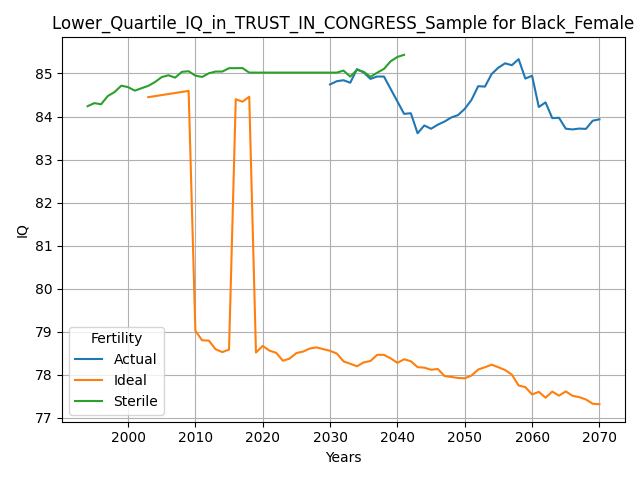 Lower_Quartile_IQ_in_TRUST_IN_CONGRESS_Sample for Black_Female
IQ
85
84
83
82
81
80
79
78
77
Fertility
Actual
Ideal
Sterile
2000 2010 2020 2030 2040 2050 2060 2070
Years